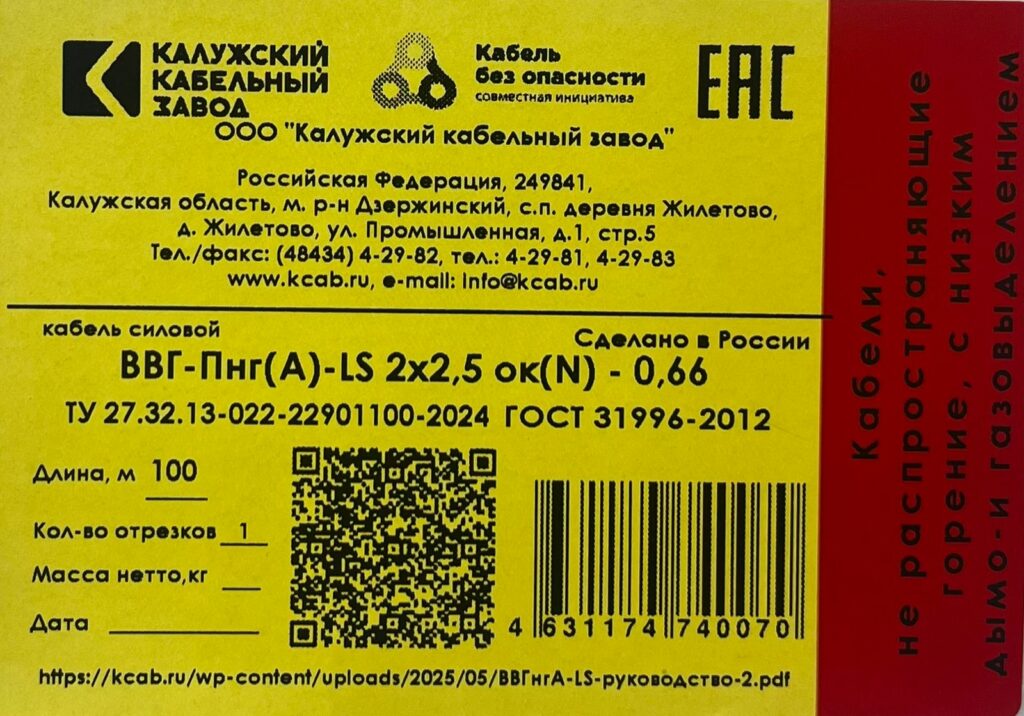 КАЛУЖСКИЙ
КАБЕЛЬНЫЙ
ЗАВОД
Кабель
без опасности
совместная инициатива
EAC
ООО "Калужский кабельный завод"
Российская Федерация, 249841,
Калужская область, м. р-н Дзержинский, с.п. деревня Жилетово,
д. Жилетово, ул. Промышленная, д.1, стр.5
Тел./факс: (48434) 4-29-82, тел.: 4-29-81, 4-29-83
www.kcab.ru, e-mail: info@kcab.ru
кабель силовой
Сделано в России
ВВГ-Пнг(А)-LS 2х2,5 ок(N) - 0,66
ТУ 27.32.13-022-22901100-2024 ГОСТ 31996-2012
Длина, м 100
Кол-во отрезков 1
Масса нетто,кг
Дата
4 631174 740070
https://kcab.ru/wp-content/uploads/2025/05/ВВГнгА-LS-руководство-2.pdf
Кабели,
не распространяющие
горение, с низким
дымо-и газовыделением